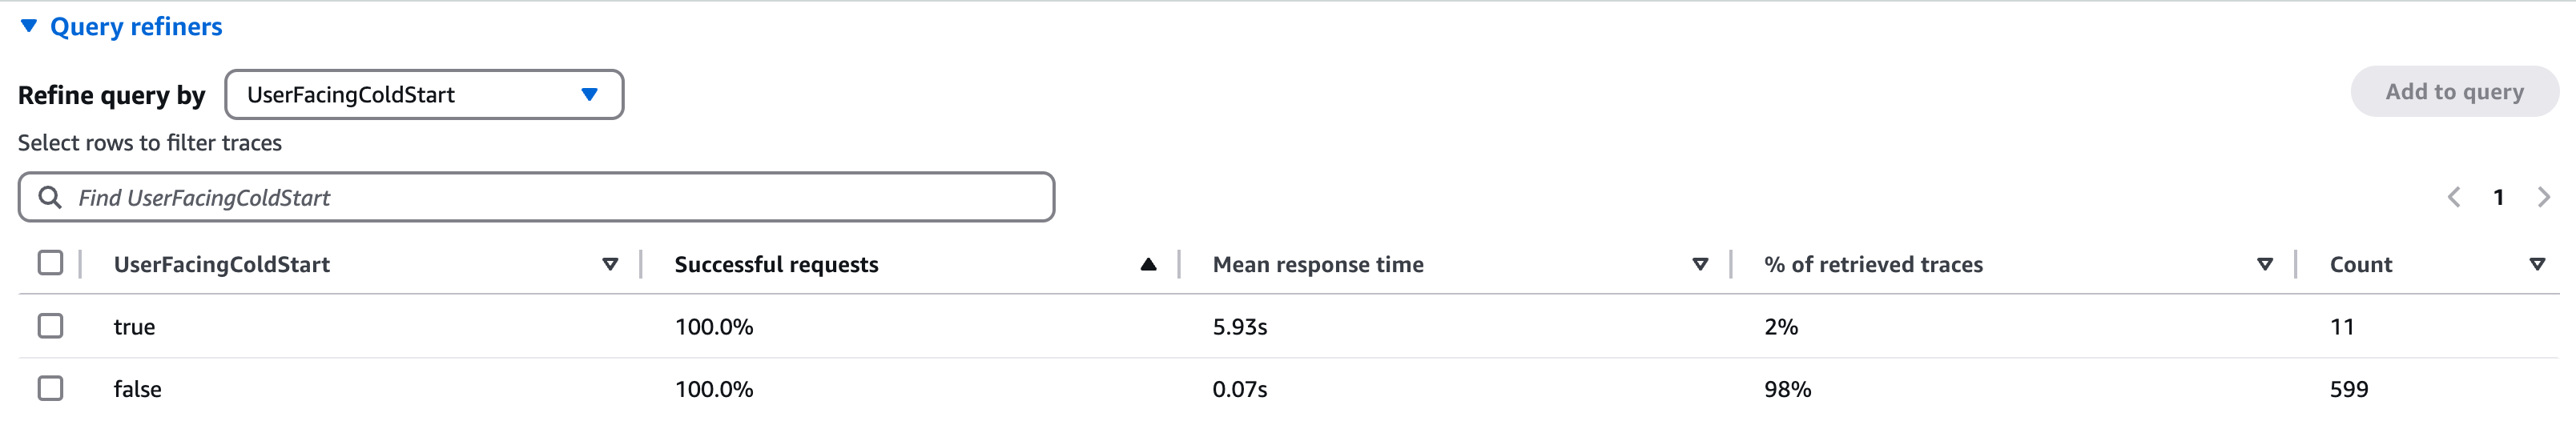 Query refiners
Refine query by UserFacingColdStart Add to query
Select rows to filter traces
Find UserFacingColdStart 1
UserFacingColdStart Successful requests Mean response time % of retrieved traces Count
true 100.0% 5.93s 2% 11
false 100.0% 0.07s 98% 599